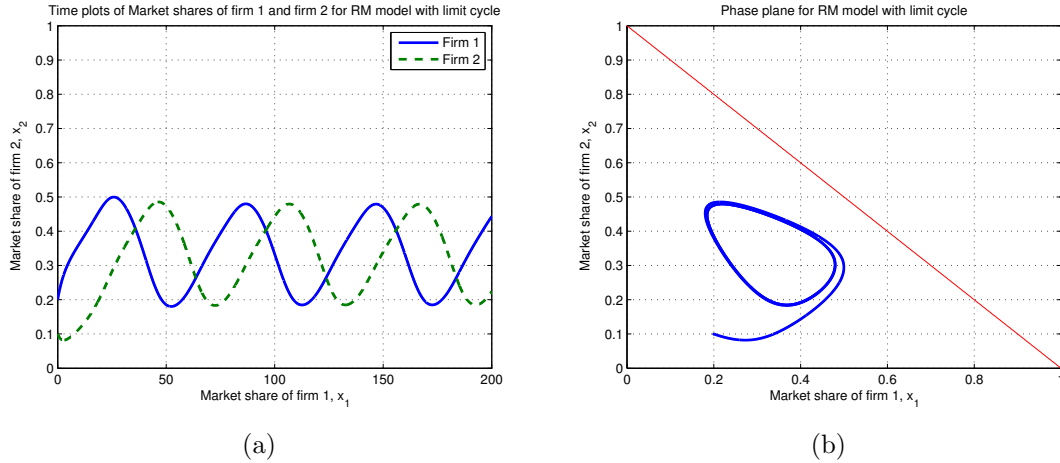 Time plots of Market shares of firm 1 and firm 2 for RM model with limit cycle
1
0.9
0.8
0.7
0.6
0.5
0.4
0.3
0.2
0.1
0
Market share of firm 2, x_2
Firm 1
Firm 2
0 50 100 150 200
Market share of firm 1, x_1
(a)
Phase plane for RM model with limit cycle
1
0.9
0.8
0.7
0.6
0.5
0.4
0.3
0.2
0.1
0
Market share of firm 2, x_2
0 0.2 0.4 0.6 0.8 1
Market share of firm 1, x_1
(b)